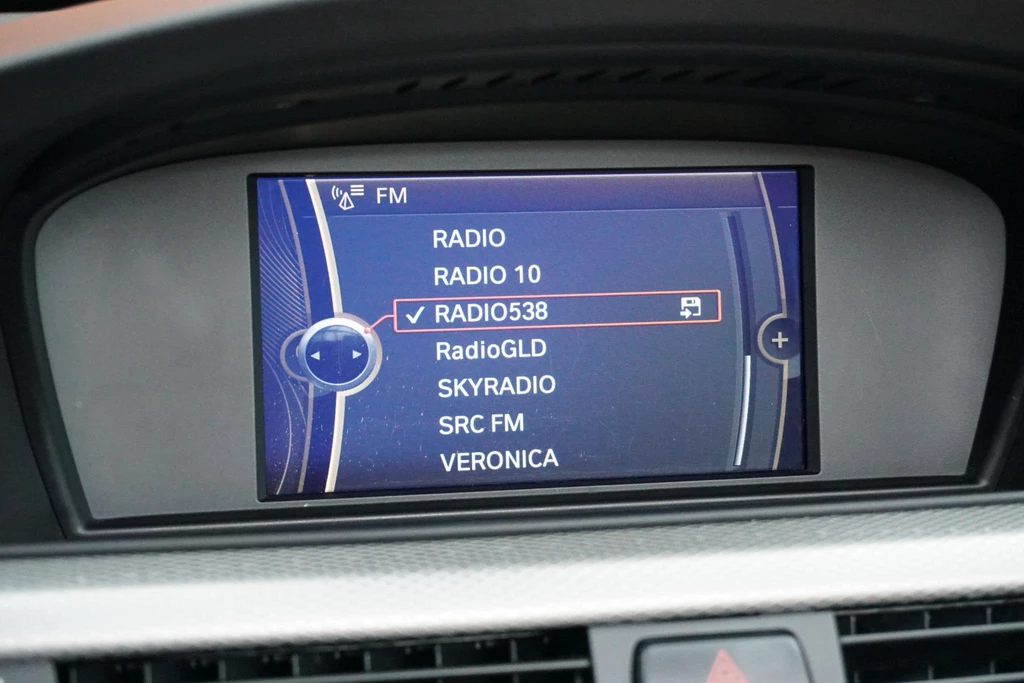 FM
RADIO
RADIO 10
✓ RADIO538
RadioGLD
SKYRADIO
SRC FM
VERONICA